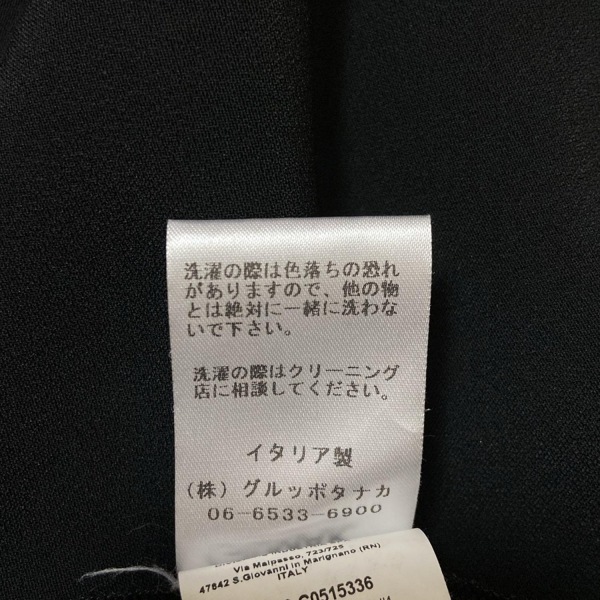 洗濯の際は色落ちの恐れ
がありますので、他の物
とは絶対に一緒に洗わな
いで下さい。
洗濯の際はクリーニング
店に相談してください。
イタリア製
（株）グルッポタナカ
06-6533-6900
Via Malpasso, 723/725
47842 S.Giovanni in Marignano (RN)
ITALY
C0515336